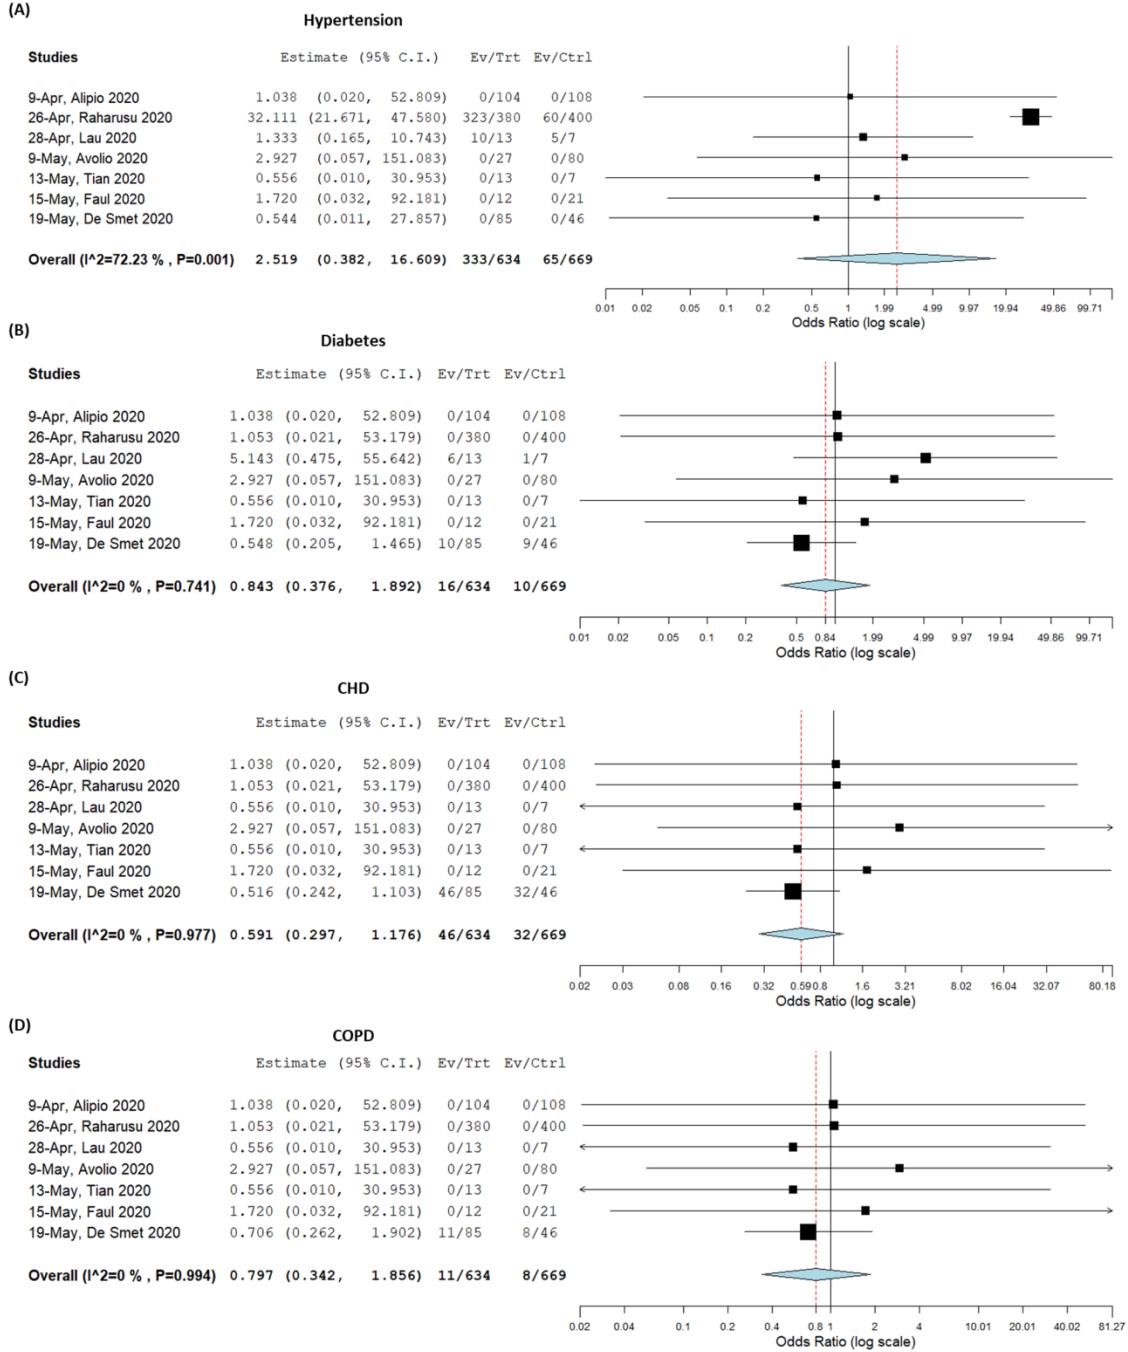 (A)
Hypertension
Studies Estimate (95% C.I.) Ev/Trt Ev/Ctrl
9-Apr, Alipio 2020 1.038 (0.020, 52.809) 0/104 0/108
26-Apr, Raharusu 2020 32.111 (21.671, 47.580) 323/380 60/400
28-Apr, Lau 2020 1.333 (0.165, 10.743) 10/13 5/7
9-May, Avolio 2020 2.927 (0.057, 151.083) 0/27 0/80
13-May, Tian 2020 0.556 (0.010, 30.953) 0/13 0/7
15-May, Faul 2020 1.720 (0.032, 92.181) 0/12 0/21
19-May, De Smet 2020 0.544 (0.011, 27.857) 0/85 0/46
Overall (I^2=72.23 % , P=0.001) 2.519 (0.382, 16.609) 333/634 65/669
0.01 0.02 0.05 0.1 0.2 0.5 1 1.99 4.99 9.97 19.94 49.86 99.71
Odds Ratio (log scale)
(B)
Diabetes
Studies Estimate (95% C.I.) Ev/Trt Ev/Ctrl
9-Apr, Alipio 2020 1.038 (0.020, 52.809) 0/104 0/108
26-Apr, Raharusu 2020 1.053 (0.021, 53.179) 0/380 0/400
28-Apr, Lau 2020 5.143 (0.475, 55.642) 6/13 1/7
9-May, Avolio 2020 2.927 (0.057, 151.083) 0/27 0/80
13-May, Tian 2020 0.556 (0.010, 30.953) 0/13 0/7
15-May, Faul 2020 1.720 (0.032, 92.181) 0/12 0/21
19-May, De Smet 2020 0.548 (0.205, 1.465) 10/85 9/46
Overall (I^2=0 % , P=0.741) 0.843 (0.376, 1.892) 16/634 10/669
0.01 0.02 0.05 0.1 0.2 0.5 0.84 1.99 4.99 9.97 19.94 49.86 99.71
Odds Ratio (log scale)
(C)
CHD
Studies Estimate (95% C.I.) Ev/Trt Ev/Ctrl
9-Apr, Alipio 2020 1.038 (0.020, 52.809) 0/104 0/108
26-Apr, Raharusu 2020 1.053 (0.021, 53.179) 0/380 0/400
28-Apr, Lau 2020 0.556 (0.010, 30.953) 0/13 0/7
9-May, Avolio 2020 2.927 (0.057, 151.083) 0/27 0/80
13-May, Tian 2020 0.556 (0.010, 30.953) 0/13 0/7
15-May, Faul 2020 1.720 (0.032, 92.181) 0/12 0/21
19-May, De Smet 2020 0.516 (0.242, 1.103) 46/85 32/46
Overall (I^2=0 % , P=0.977) 0.591 (0.297, 1.176) 46/634 32/669
0.02 0.03 0.08 0.16 0.32 0.59 0.8 1.6 3.21 8.02 16.04 32.07 80.18
Odds Ratio (log scale)
(D)
COPD
Studies Estimate (95% C.I.) Ev/Trt Ev/Ctrl
9-Apr, Alipio 2020 1.038 (0.020, 52.809) 0/104 0/108
26-Apr, Raharusu 2020 1.053 (0.021, 53.179) 0/380 0/400
28-Apr, Lau 2020 0.556 (0.010, 30.953) 0/13 0/7
9-May, Avolio 2020 2.927 (0.057, 151.083) 0/27 0/80
13-May, Tian 2020 0.556 (0.010, 30.953) 0/13 0/7
15-May, Faul 2020 1.720 (0.032, 92.181) 0/12 0/21
19-May, De Smet 2020 0.706 (0.262, 1.902) 11/85 8/46
Overall (I^2=0 % , P=0.994) 0.797 (0.342, 1.856) 11/634 8/669
0.02 0.04 0.1 0.2 0.4 0.8 1 2 4 10.01 20.01 40.02 81.27
Odds Ratio (log scale)